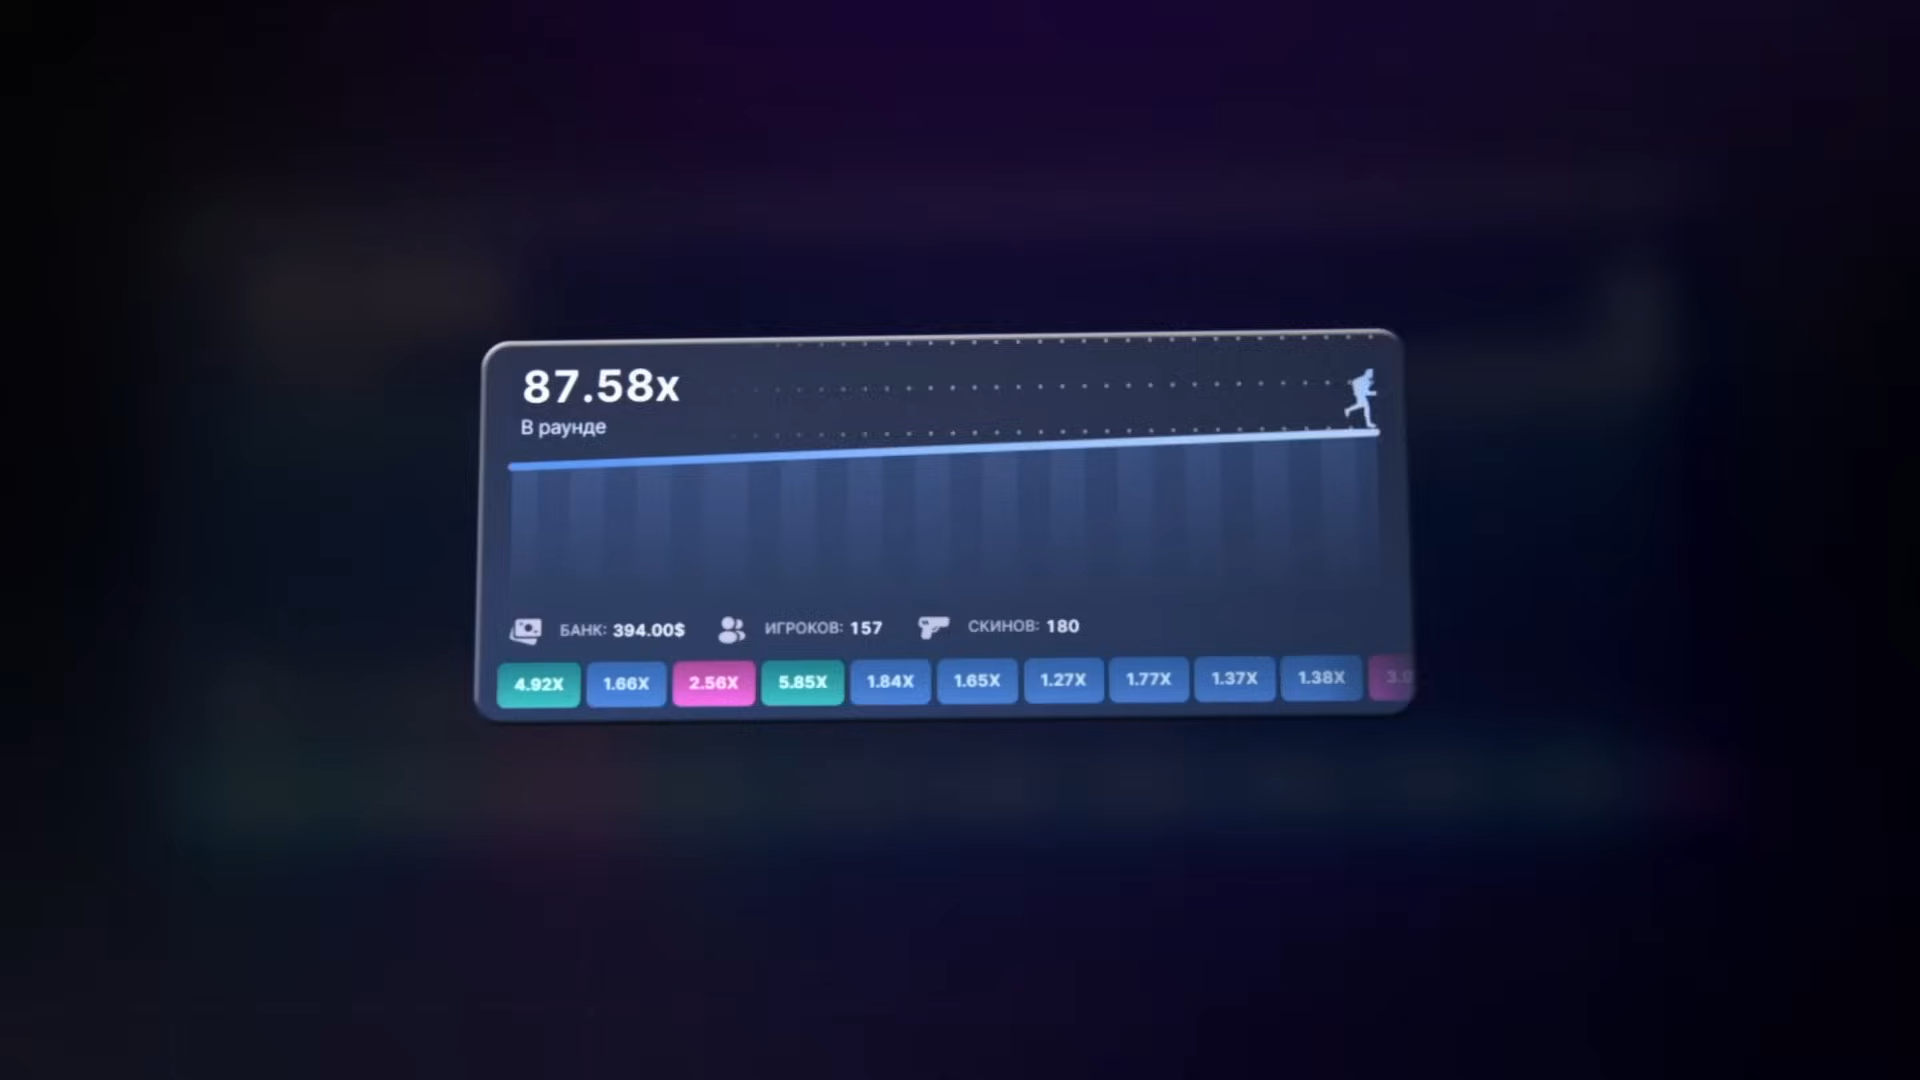 87.58x
В раунде
БАНК: 394.00$ ИГРОКОВ: 157 СКИНОВ: 180
4.92X 1.66X 2.56X 5.85X 1.84X 1.65X 1.27X 1.77X 1.37X 1.38X